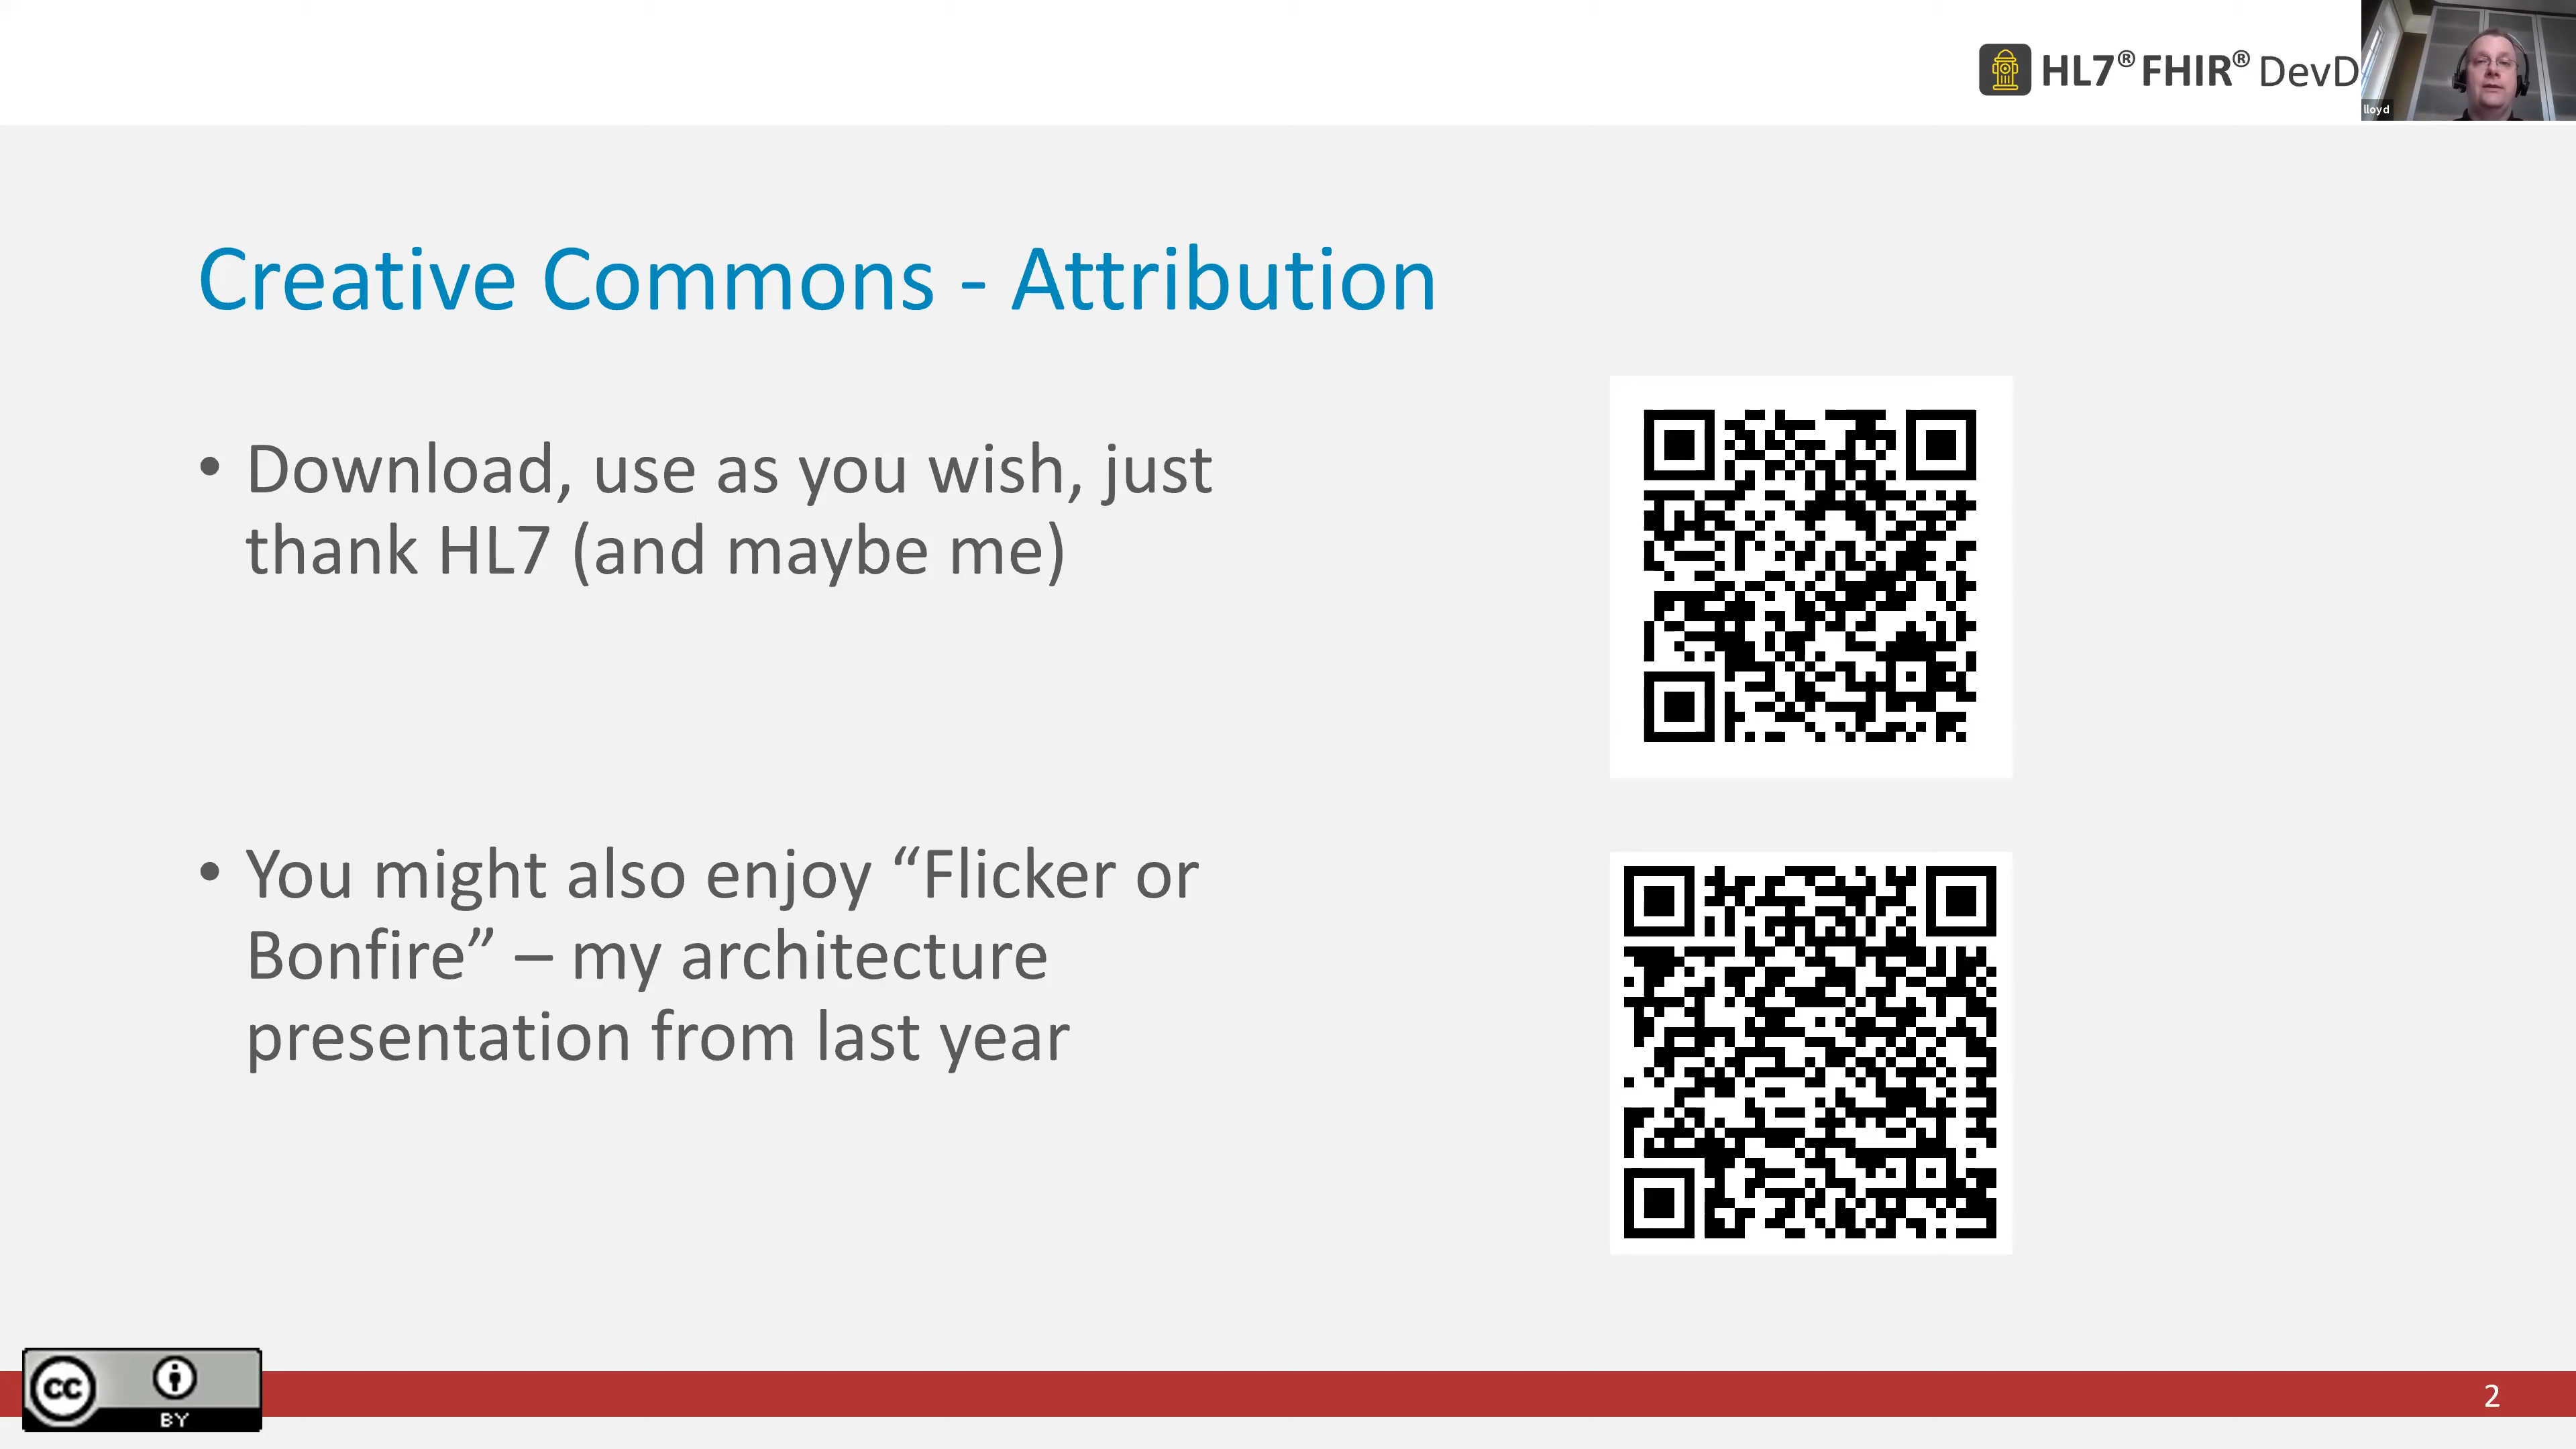 HL7® FHIR® DevD
lloyd
Creative Commons - Attribution
• Download, use as you wish, just
thank HL7 (and maybe me)
• You might also enjoy “Flicker or
Bonfire” – my architecture
presentation from last year
cc
BY
2